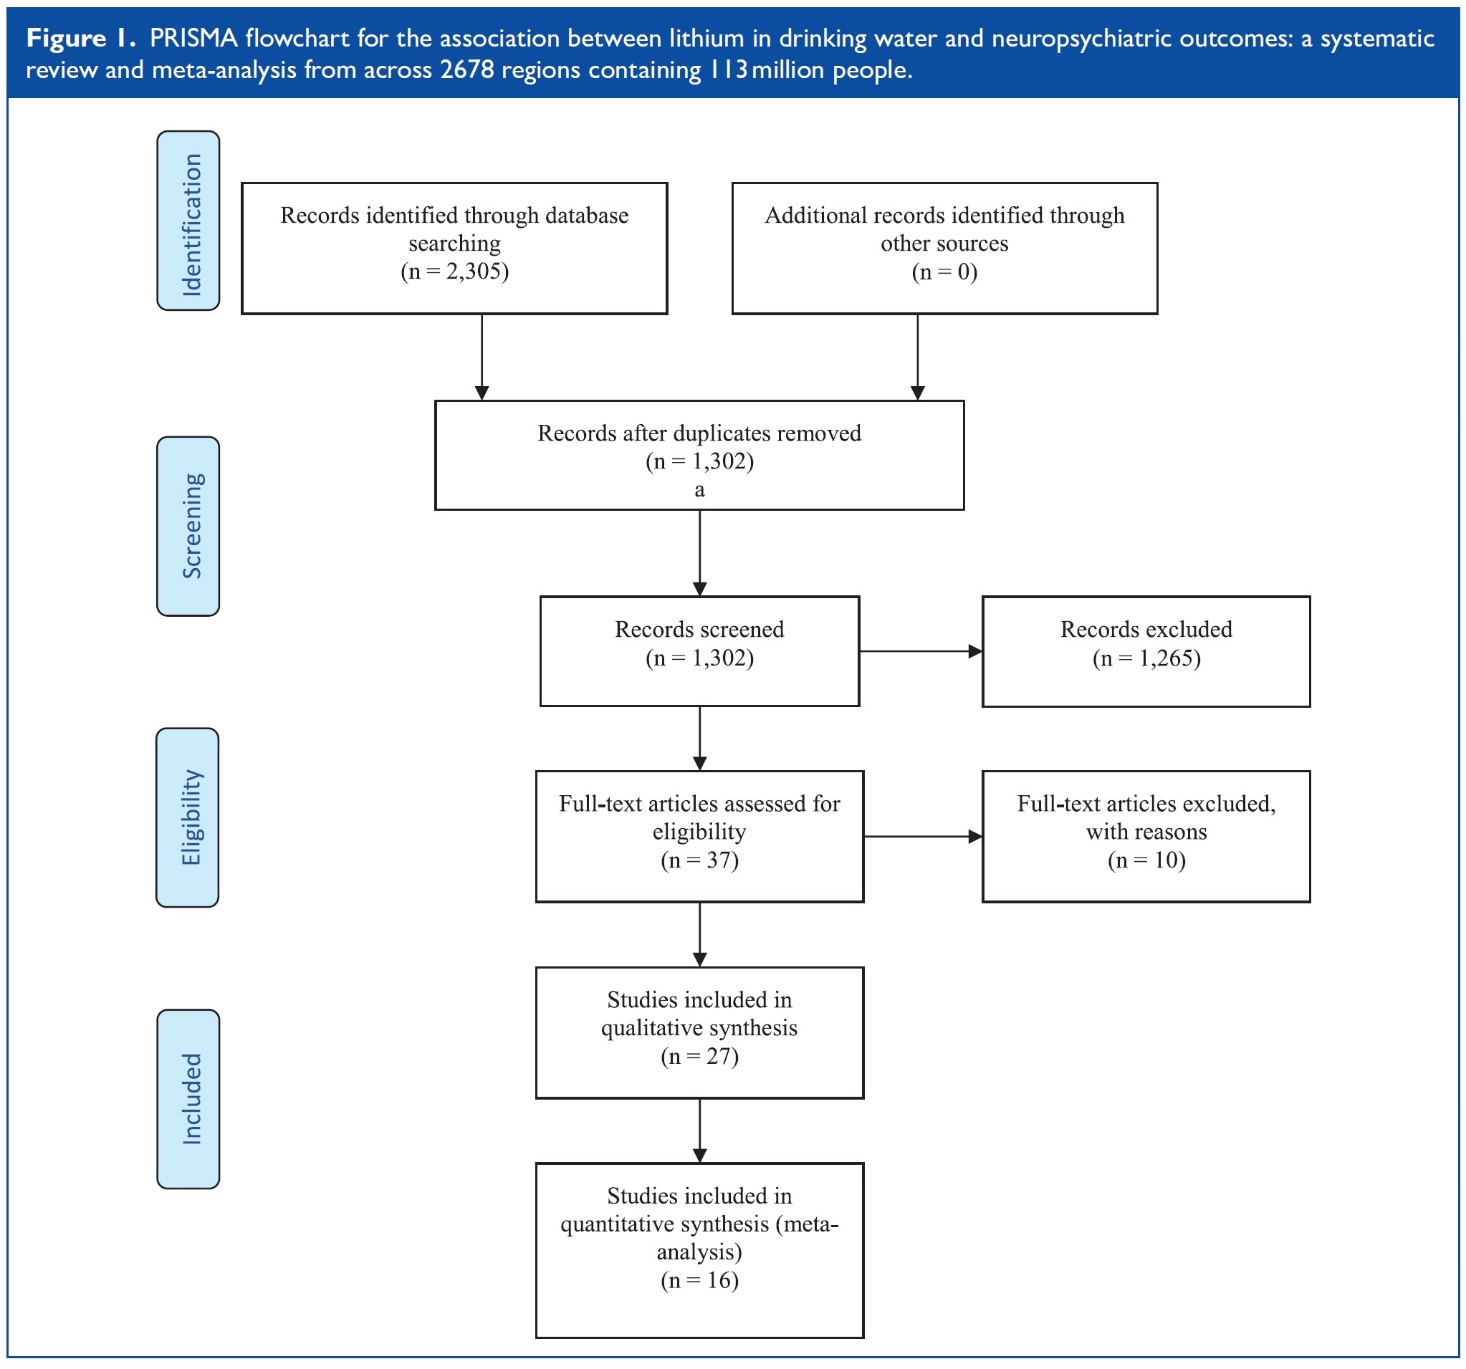 Figure 1. PRISMA flowchart for the association between lithium in drinking water and neuropsychiatric outcomes: a systematic
review and meta-analysis from across 2678 regions containing 113 million people.
Identification
Records identified through database
searching
(n = 2,305)
Additional records identified through
other sources
(n = 0)
Screening
Records after duplicates removed
(n = 1,302)
a
Records screened
(n = 1,302)
Records excluded
(n = 1,265)
Eligibility
Full-text articles assessed for
eligibility
(n = 37)
Full-text articles excluded,
with reasons
(n = 10)
Included
Studies included in
qualitative synthesis
(n = 27)
Studies included in
quantitative synthesis (meta-
analysis)
(n = 16)